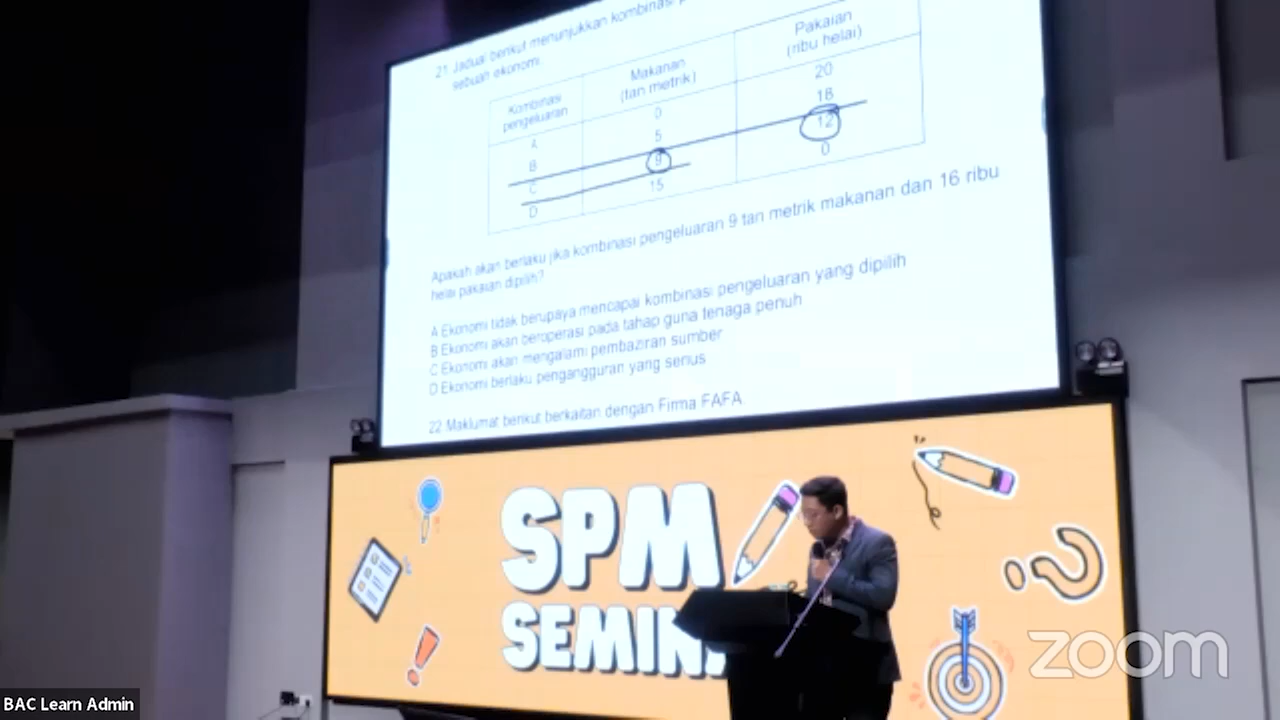 21 Jadual berikut menunjukkan kombinasi
sebuah ekonomi
Kombinasi pengeluaran Makanan (tan metrik) Pakaian (ribu helai)
A 0 20
B 5 18
C 9 12
D 15 0
Apakah akan berlaku jika kombinasi pengeluaran 9 tan metrik makanan dan 16 ribu
helai pakaian dipilih?
A Ekonomi tidak berupaya mencapai kombinasi pengeluaran yang dipilih
B Ekonomi akan beroperasi pada tahap guna tenaga penuh
C Ekonomi akan mengalami pembaziran sumber
D Ekonomi berlaku pengangguran yang serius
22 Maklumat berikut berkaitan dengan Firma FAFA
SPM
SEMIN
zoom
BAC Learn Admin